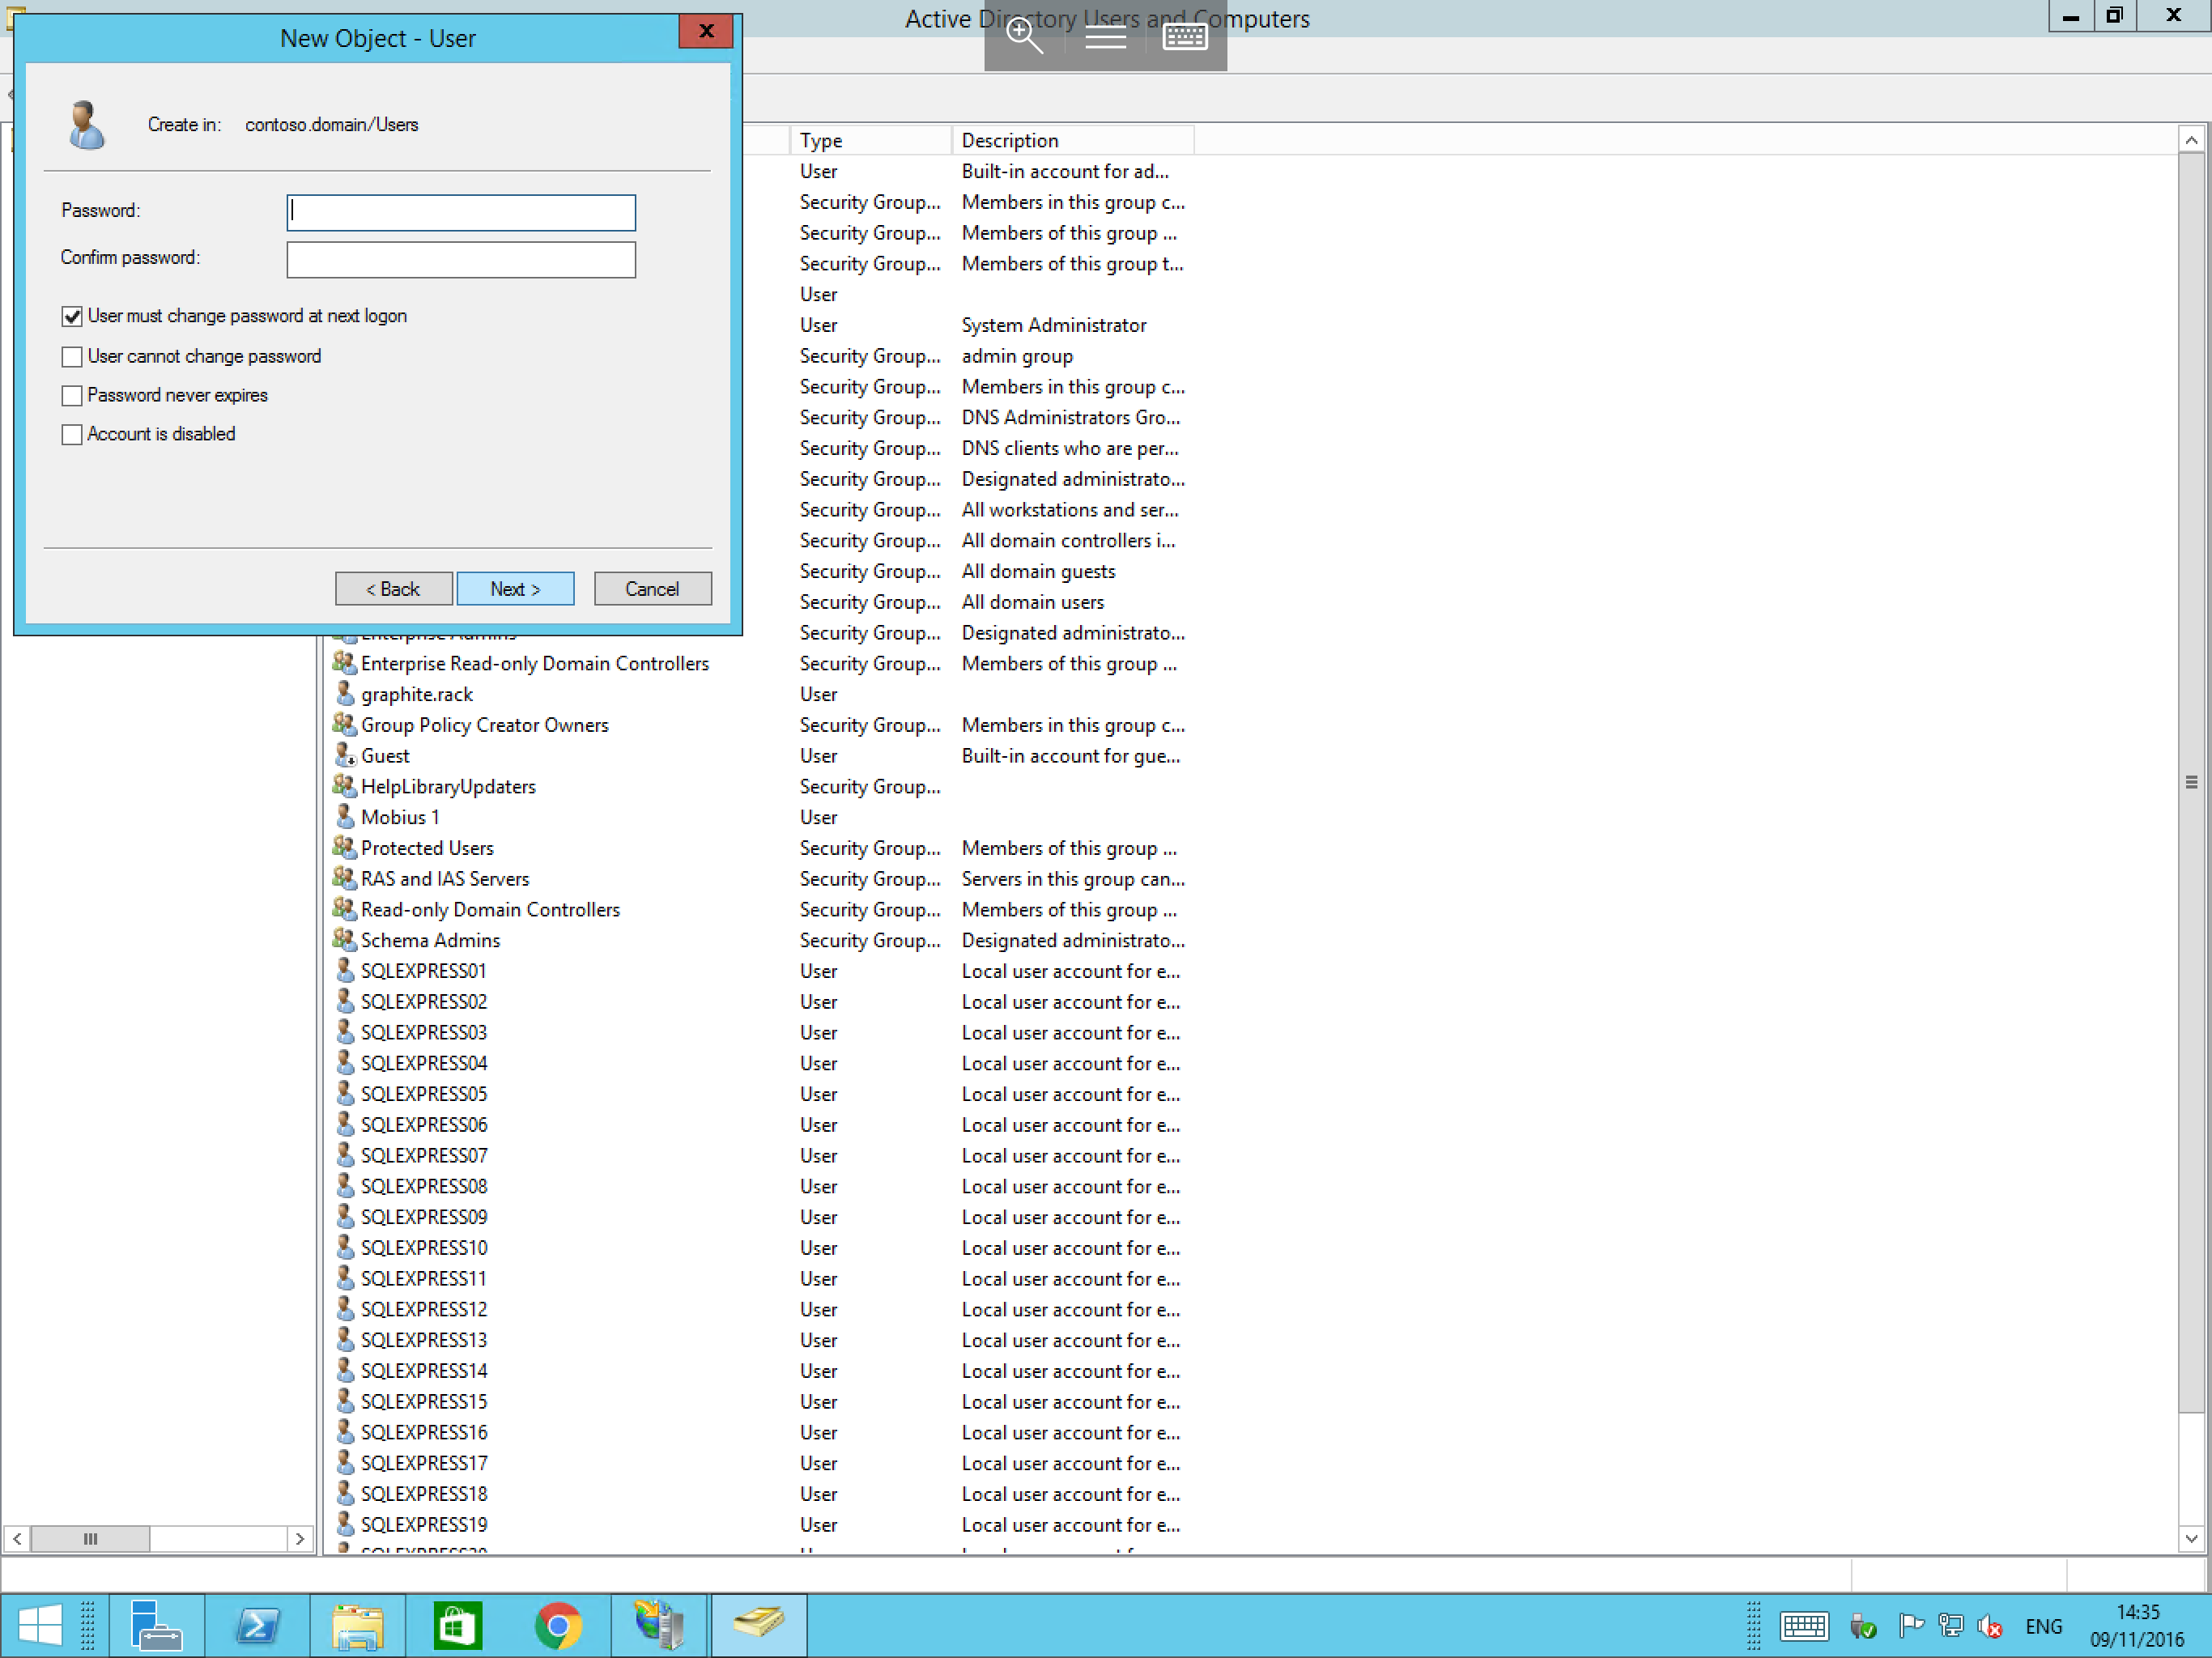 Active Directory Users and Computers
New Object - User
x
Create in: contoso.domain/Users
Password:
Confirm password:
User must change password at next logon
User cannot change password
Password never expires
Account is disabled
< Back Next > Cancel
Type Description
User Built-in account for ad...
Security Group... Members in this group c...
Security Group... Members of this group ...
Security Group... Members of this group t...
User
User System Administrator
Security Group... admin group
Security Group... Members in this group c...
Security Group... DNS Administrators Gro...
Security Group... DNS clients who are per...
Security Group... Designated administrato...
Security Group... All workstations and ser...
Security Group... All domain controllers i...
Security Group... All domain guests
Security Group... All domain users
Enterprise Admins Security Group... Designated administrato...
Enterprise Read-only Domain Controllers Security Group... Members of this group ...
graphite.rack User
Group Policy Creator Owners Security Group... Members in this group c...
Guest User Built-in account for gue...
HelpLibraryUpdaters Security Group...
Mobius 1 User
Protected Users Security Group... Members of this group ...
RAS and IAS Servers Security Group... Servers in this group can...
Read-only Domain Controllers Security Group... Members of this group ...
Schema Admins Security Group... Designated administrato...
SQLEXPRESS01 User Local user account for e...
SQLEXPRESS02 User Local user account for e...
SQLEXPRESS03 User Local user account for e...
SQLEXPRESS04 User Local user account for e...
SQLEXPRESS05 User Local user account for e...
SQLEXPRESS06 User Local user account for e...
SQLEXPRESS07 User Local user account for e...
SQLEXPRESS08 User Local user account for e...
SQLEXPRESS09 User Local user account for e...
SQLEXPRESS10 User Local user account for e...
SQLEXPRESS11 User Local user account for e...
SQLEXPRESS12 User Local user account for e...
SQLEXPRESS13 User Local user account for e...
SQLEXPRESS14 User Local user account for e...
SQLEXPRESS15 User Local user account for e...
SQLEXPRESS16 User Local user account for e...
SQLEXPRESS17 User Local user account for e...
SQLEXPRESS18 User Local user account for e...
SQLEXPRESS19 User Local user account for e...
ENG
14:35
09/11/2016